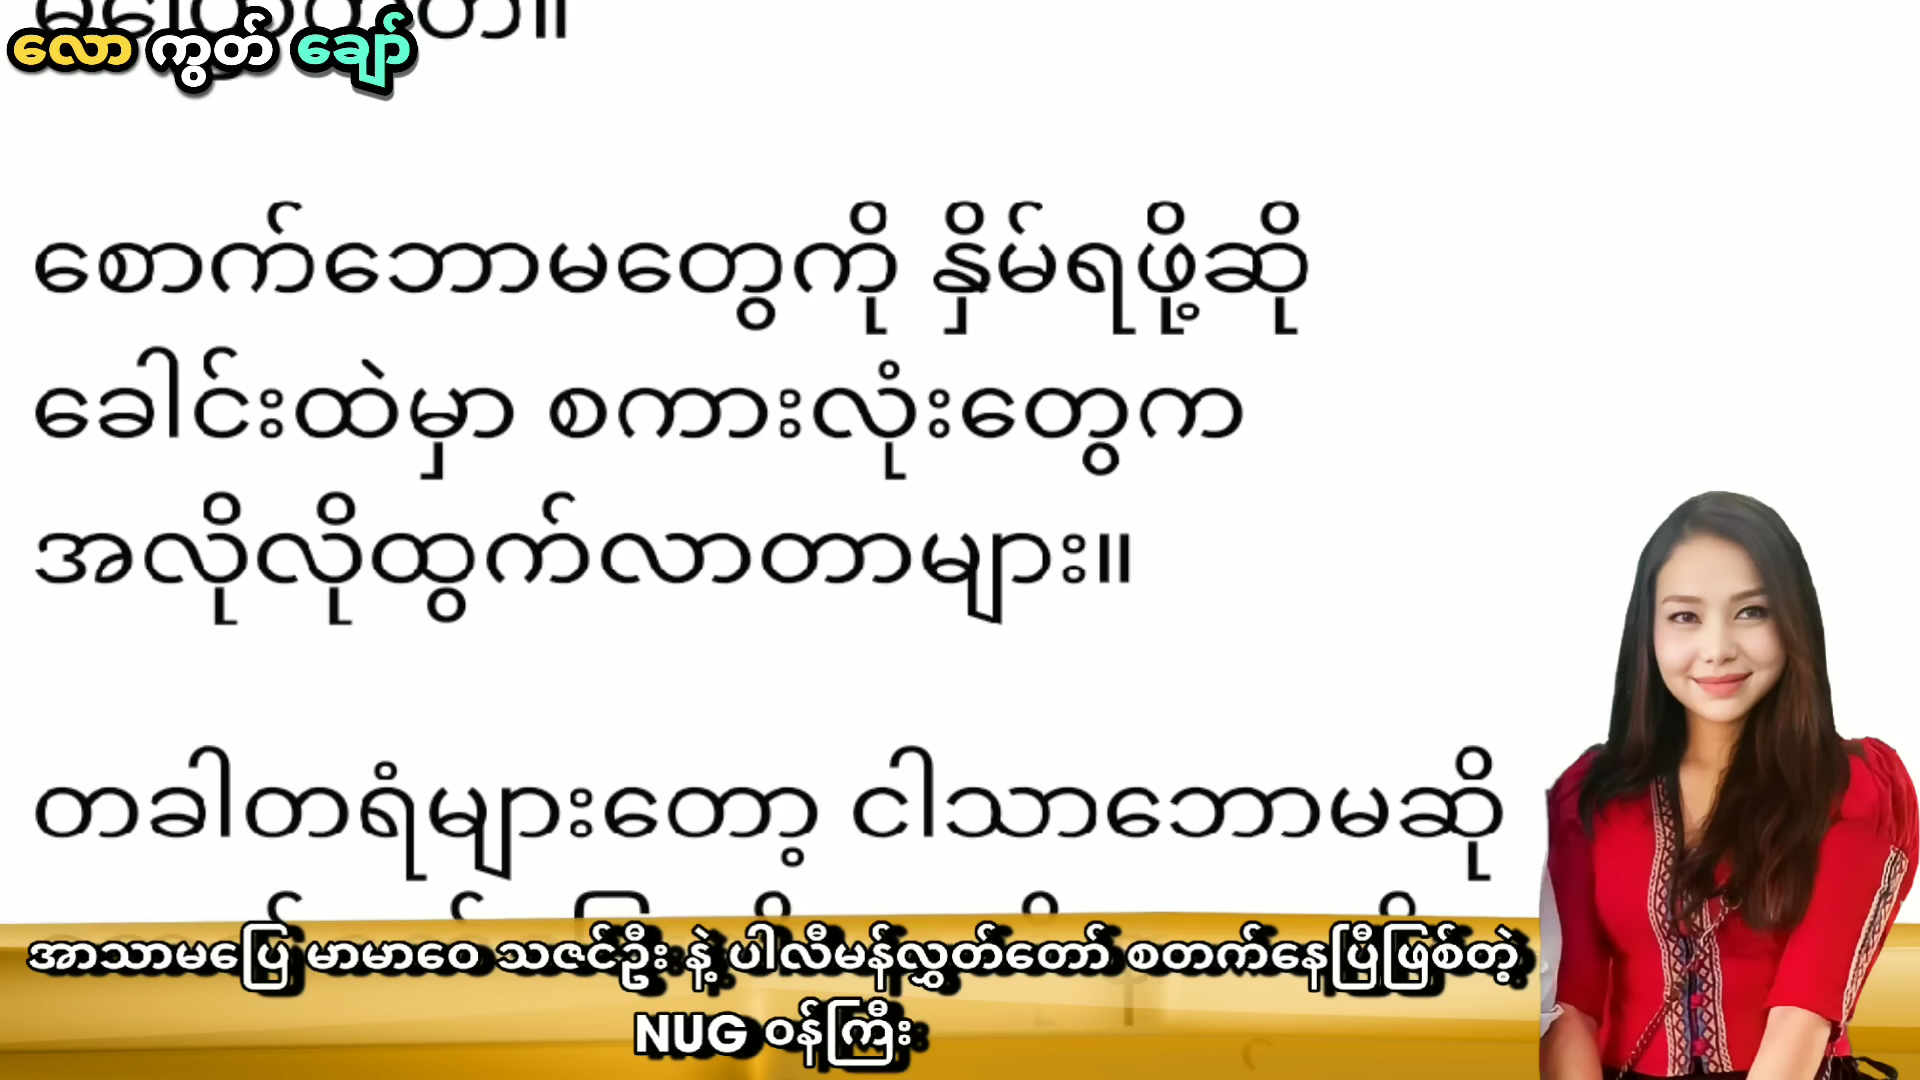 လော ကွတ် ချော်
စောက်ဘောမတွေကို နှိမ်ရဖို့ဆို
ခေါင်းထဲမှာ စကားလုံးတွေက
အလိုလိုထွက်လာတာများ။
တခါတရံများတော့ ငါသာဘောမဆို
အာသာမပြေ မာမာဝေ သဇင်ဦး နဲ့ ပါလီမန်လွှတ်တော် စတက်နေပြီဖြစ်တဲ့
NUG ဝန်ကြီး